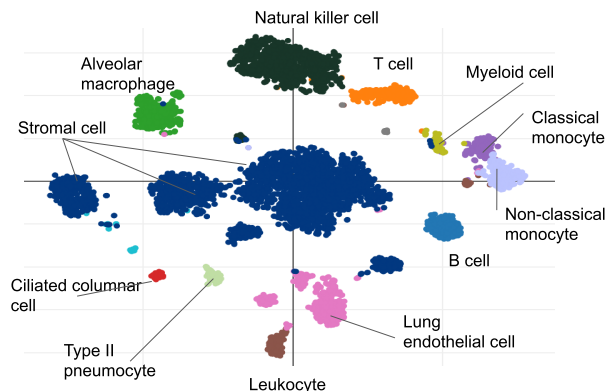 Natural killer cell
Alveolar
macrophage
T cell
Myeloid cell
Classical
monocyte
Stromal cell
Non-classical
monocyte
B cell
Ciliated columnar
cell
Lung
endothelial cell
Type II
pneumocyte
Leukocyte